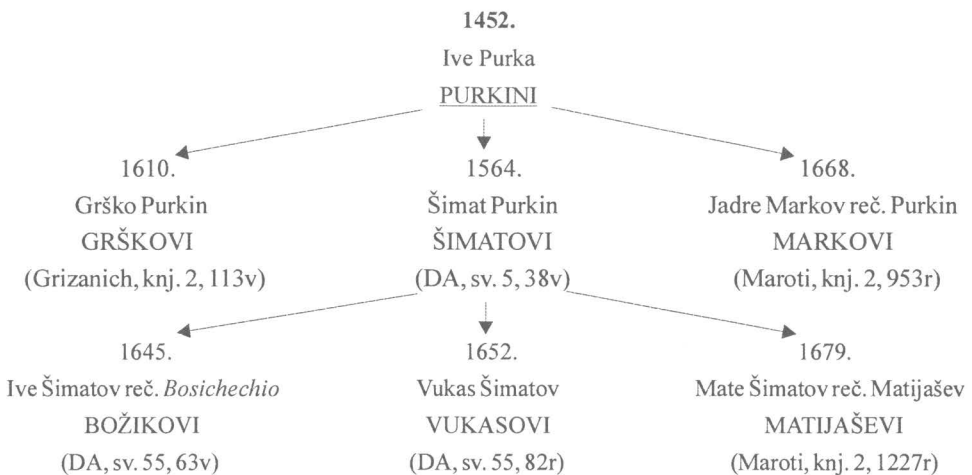 1452.
Ive Purka
PURKINI
1610.
Grško Purkin
GRŠKOVI
(Grizanich, knj. 2, 113v)
1564.
Šimat Purkin
ŠIMATOVI
(DA, sv. 5, 38v)
1668.
Jadre Markov reč. Purkin
MARKOVI
(Maroti, knj. 2, 953r)
1645.
Ive Šimatov reč. Bosichechio
BOŽIKOVI
(DA, sv. 55, 63v)
1652.
Vukas Šimatov
VUKASOVI
(DA, sv. 55, 82r)
1679.
Mate Šimatov reč. Matijašev
MATIJAŠEVI
(Maroti, knj. 2, 1227r)